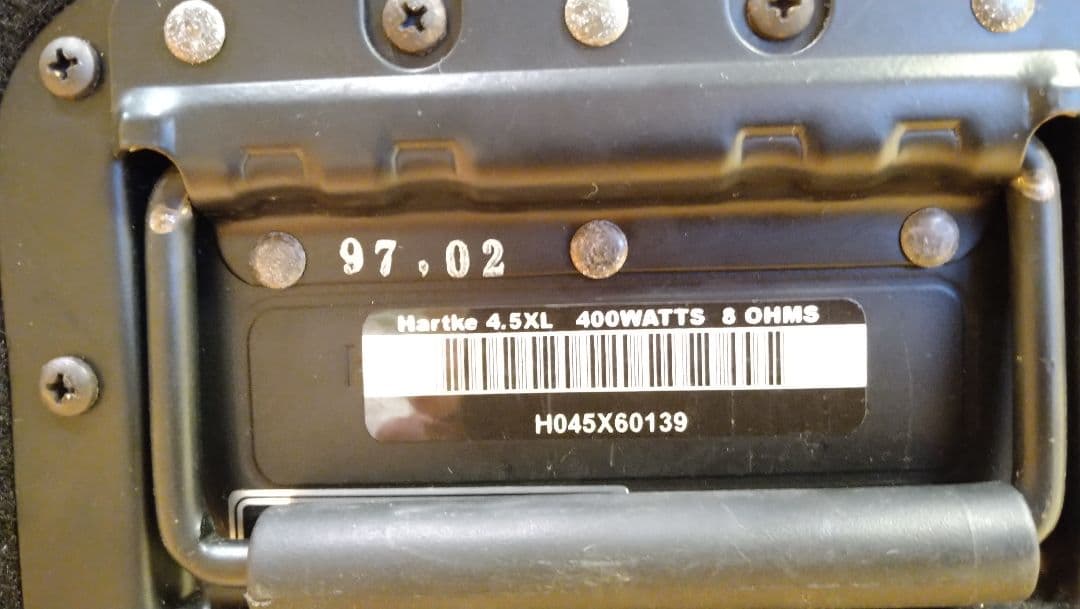 97.02
Hartke 4.5XL 400WATTS 8 OHMS
H045X60139